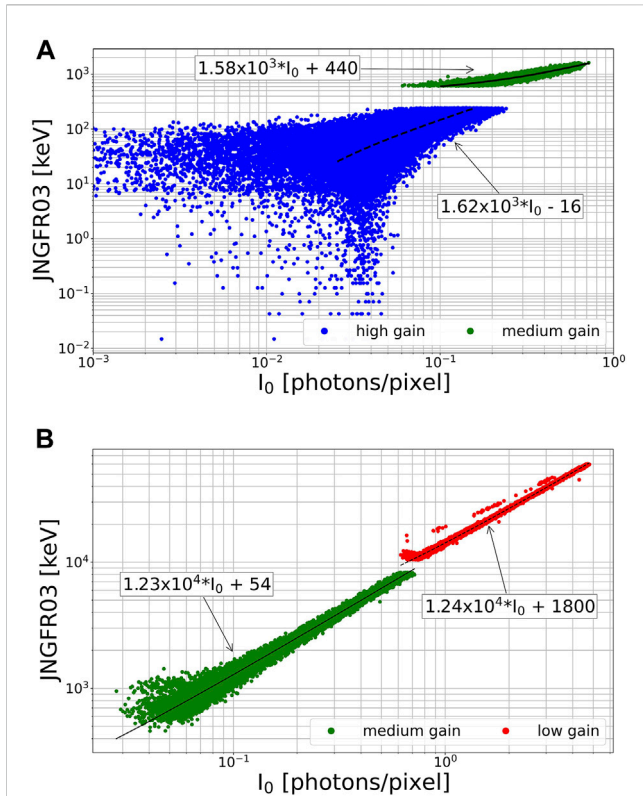 A
10³
10²
10¹
10⁰
10⁻¹
10⁻²
JNGFR03 [keV]
1.58x10³*I₀ + 440
1.62x10³*I₀ - 16
high gain
medium gain
10⁻³
10⁻²
10⁻¹
10⁰
I₀ [photons/pixel]
B
10⁴
10³
JNGFR03 [keV]
1.23x10⁴*I₀ + 54
1.24x10⁴*I₀ + 1800
medium gain
low gain
10⁻¹
10⁰
I₀ [photons/pixel]